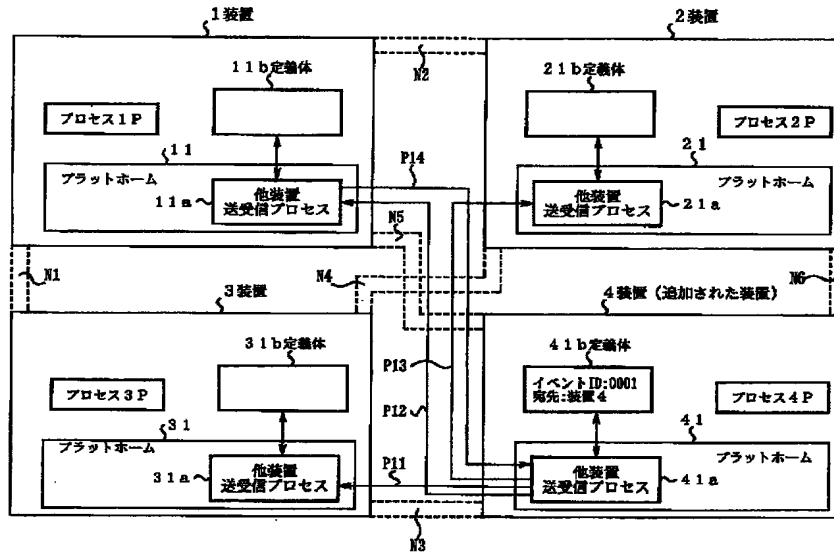 1装置
11b定義体
プロセス1P
11
プラットホーム
11a
他装置
送受信プロセス
N2
2装置
21b定義体
プロセス2P
21
プラットホーム
他装置
送受信プロセス
21a
P14
N5
N1
N4
N6
3装置
31b定義体
プロセス3P
31
プラットホーム
31a
他装置
送受信プロセス
P13
P12
P11
N3
4装置(追加された装置)
41b定義体
イベントID:0001
宛先:装置4
プロセス4P
41
プラットホーム
他装置
送受信プロセス
41a